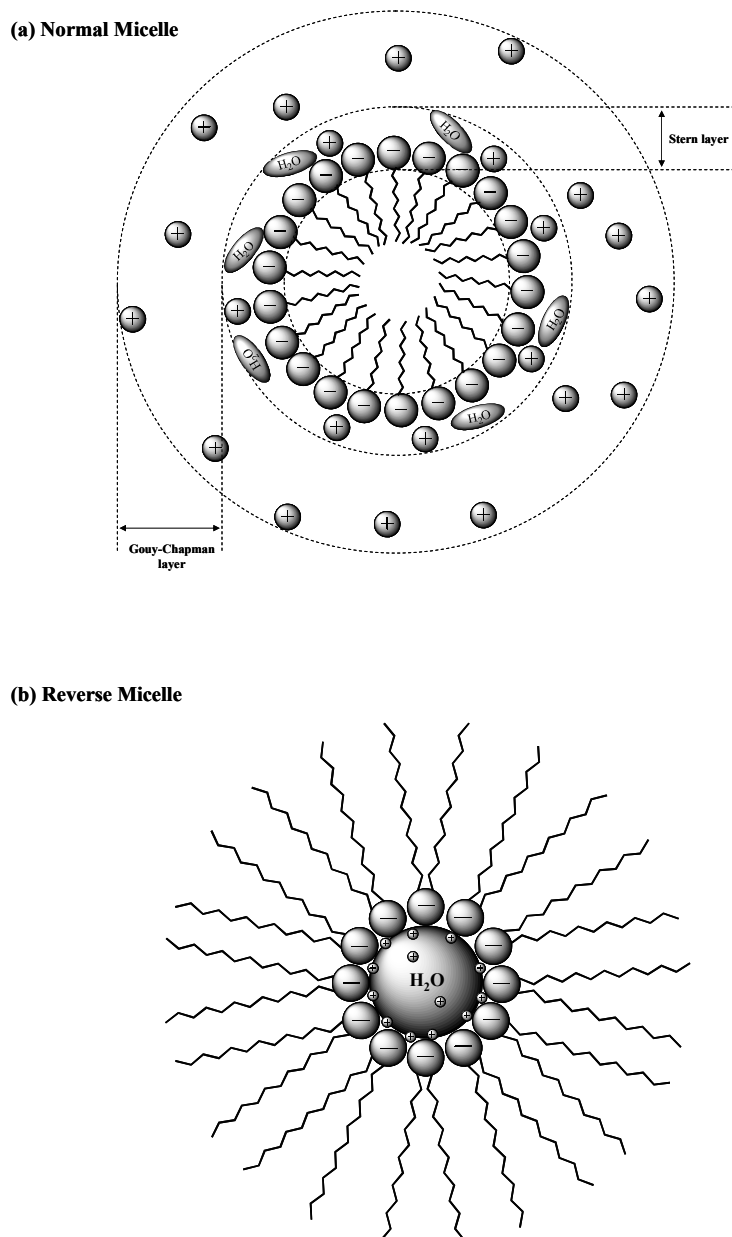 (a) Normal Micelle
H₂O
Stern layer
H₂O
H₂O
H₂O
H₂O
H₂O
Gouy-Chapman
layer
(b) Reverse Micelle
H₂O